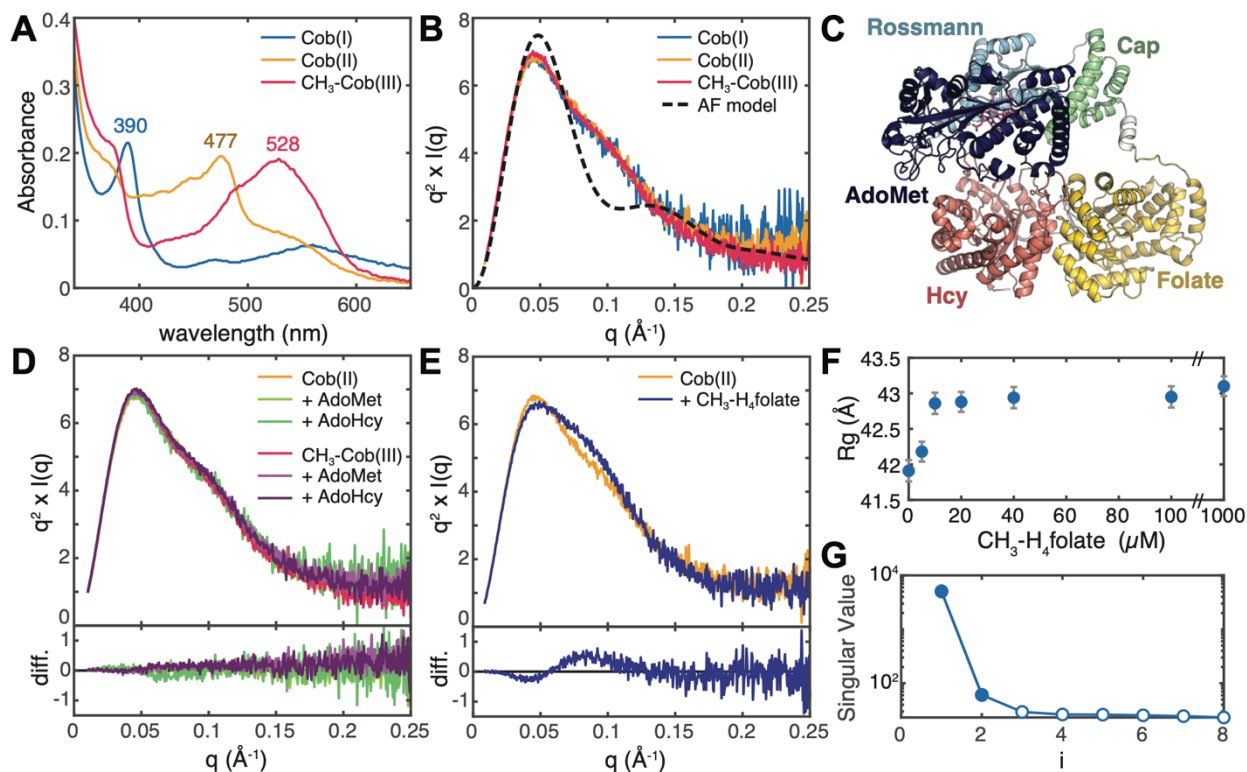 A
0.4
0.3
0.2
0.1
0
Absorbance
390
477
528
Cob(I)
Cob(II)
CH₃-Cob(III)
400
500
600
wavelength (nm)
B
8
6
4
2
0
q² x I(q)
Cob(I)
Cob(II)
CH₃-Cob(III)
AF model
0
0.05
0.1
0.15
0.2
0.25
q (Å⁻¹)
C
Rossmann
Cap
AdoMet
Hcy
Folate
D
8
6
4
2
0
q² x I(q)
Cob(II)
+ AdoMet
+ AdoHcy
CH₃-Cob(III)
+ AdoMet
+ AdoHcy
1
0
-1
diff.
0
0.05
0.1
0.15
0.2
0.25
q (Å⁻¹)
E
8
6
4
2
0
q² x I(q)
Cob(II)
+ CH₃-H₄folate
1
0
-1
diff.
0
0.05
0.1
0.15
0.2
0.25
q (Å⁻¹)
F
43.5
43
42.5
42
41.5
Rg (Å)
0
20
40
60
80
100
1000
CH₃-H₄folate (µM)
G
10⁴
10²
Singular Value
0
2
4
6
8
i